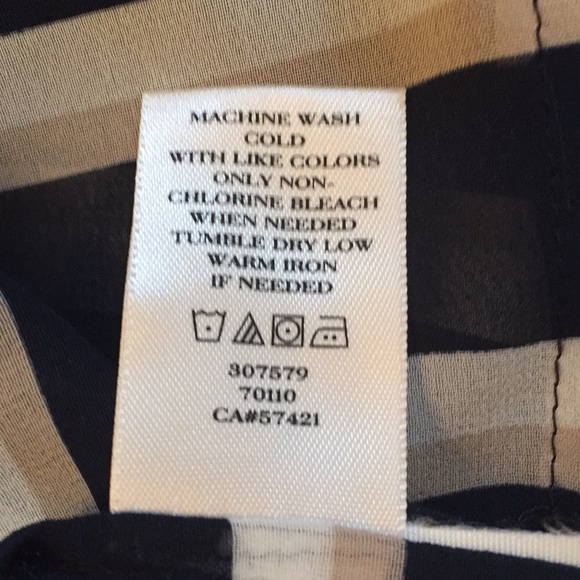 MACHINE WASH
COLD
WITH LIKE COLORS
ONLY NON-
CHLORINE BLEACH
WHEN NEEDED
TUMBLE DRY LOW
WARM IRON
IF NEEDED
307579
70110
CA#57421